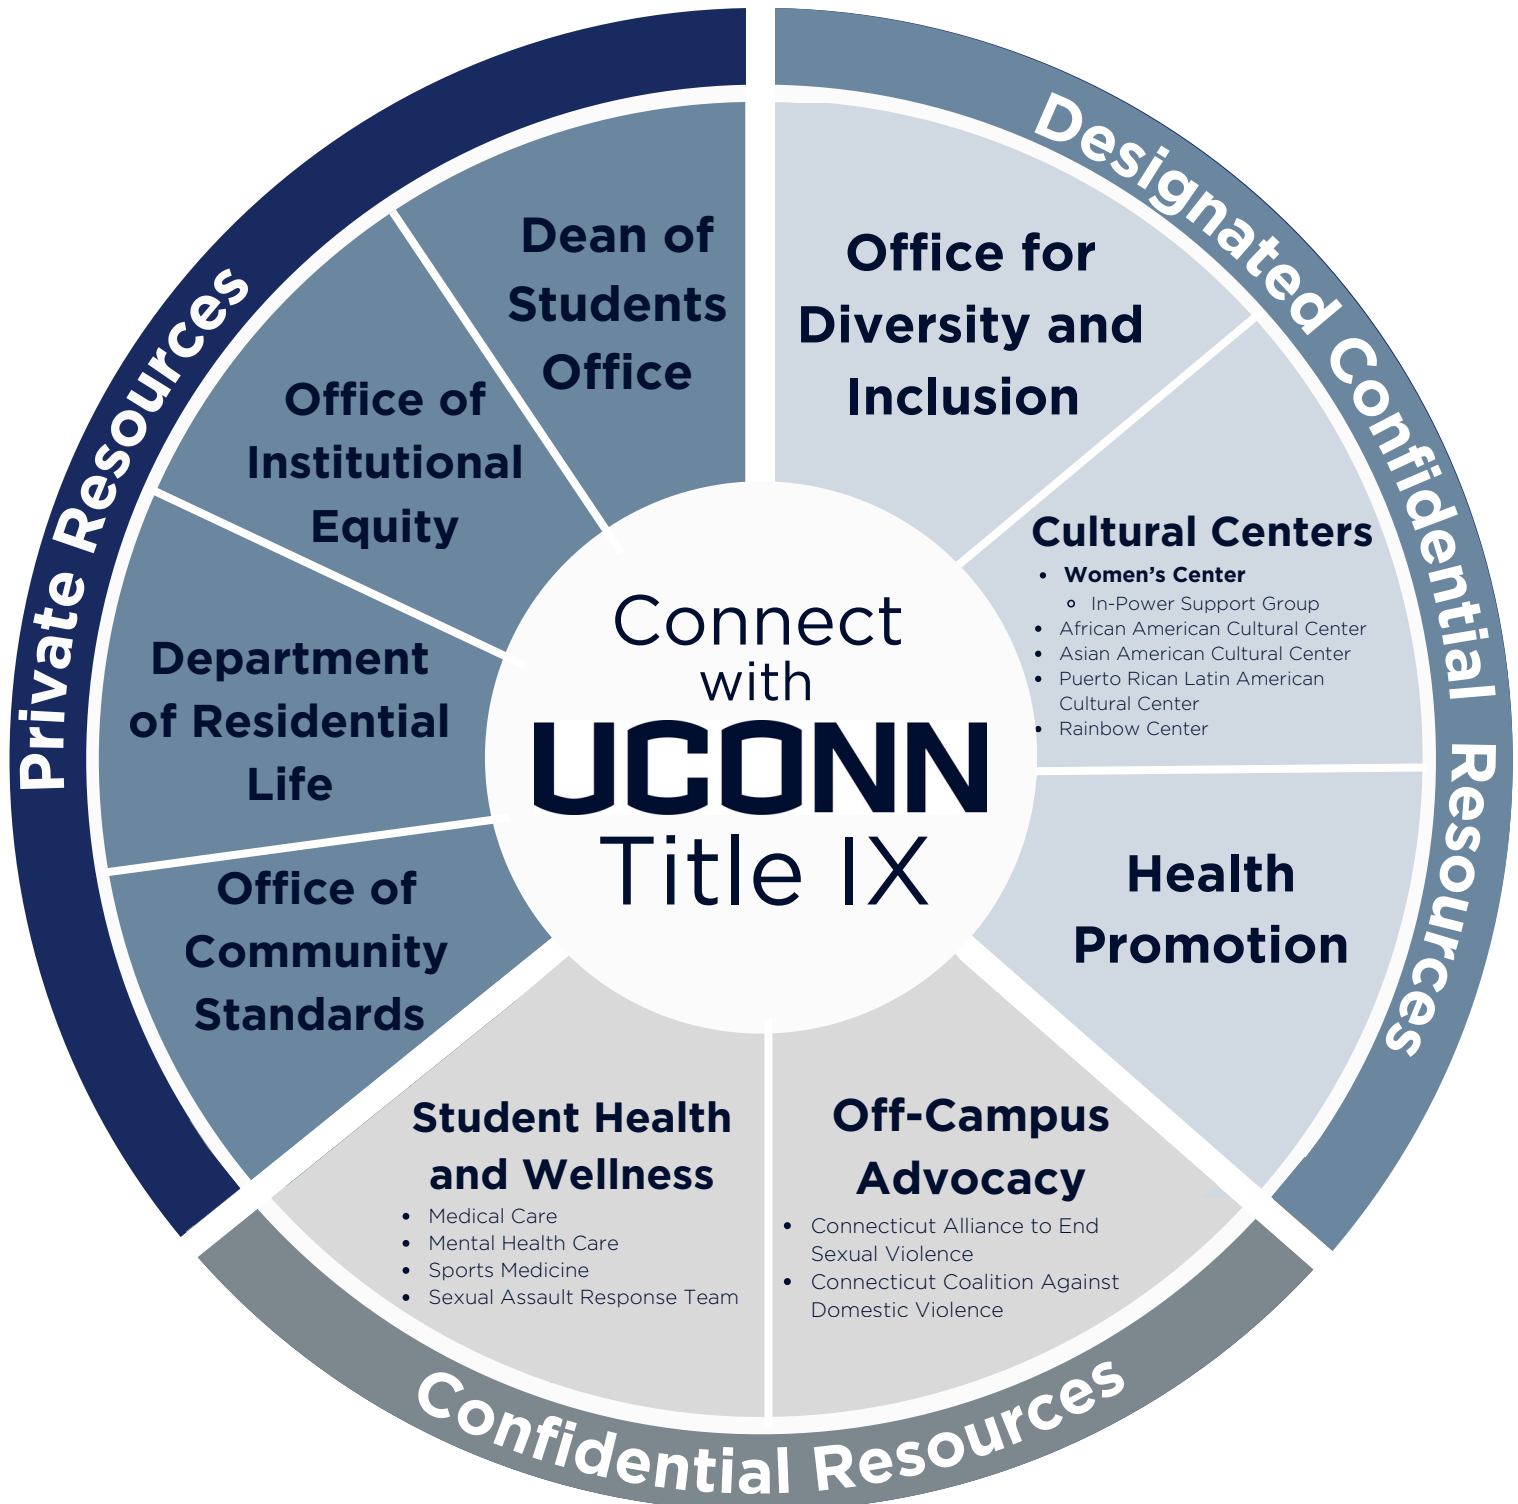 Connect
with
UCONN
Title IX
Private Resources
Dean of
Students
Office
Office of
Institutional
Equity
Department
of Residential
Life
Office of
Community
Standards
Designated Confidential Resources
Office for
Diversity and
Inclusion
Cultural Centers
• Women's Center
◦ In-Power Support Group
• African American Cultural Center
• Asian American Cultural Center
• Puerto Rican Latin American
Cultural Center
• Rainbow Center
Health
Promotion
Confidential Resources
Student Health
and Wellness
• Medical Care
• Mental Health Care
• Sports Medicine
• Sexual Assault Response Team
Off-Campus
Advocacy
• Connecticut Alliance to End
Sexual Violence
• Connecticut Coalition Against
Domestic Violence